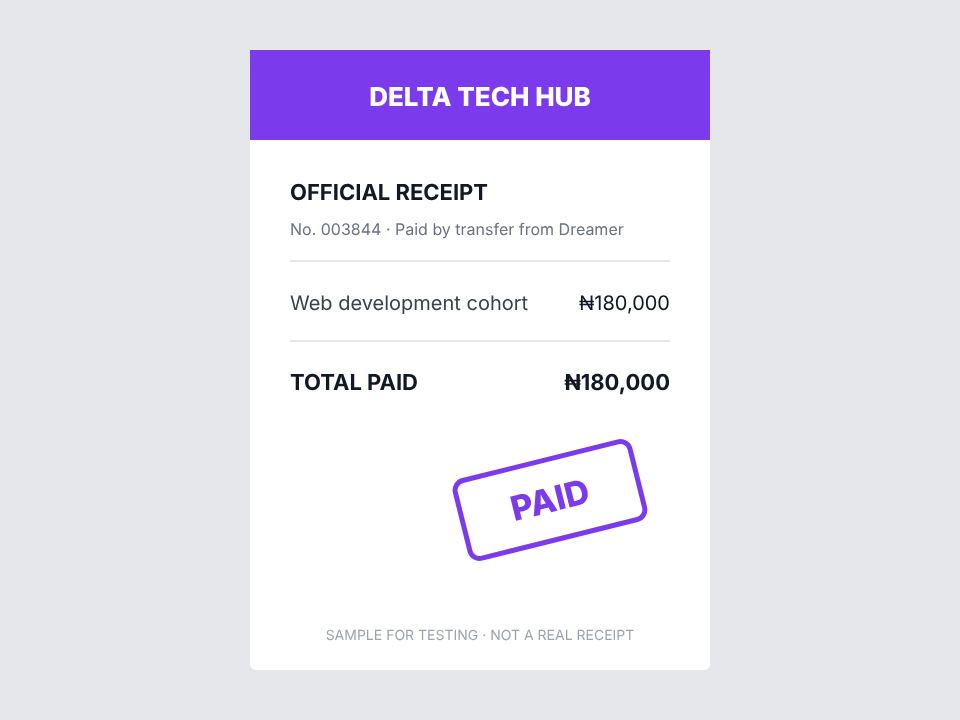 DELTA TECH HUB
OFFICIAL RECEIPT
No. 003844 · Paid by transfer from Dreamer
Web development cohort ₦180,000
TOTAL PAID ₦180,000
PAID
SAMPLE FOR TESTING · NOT A REAL RECEIPT